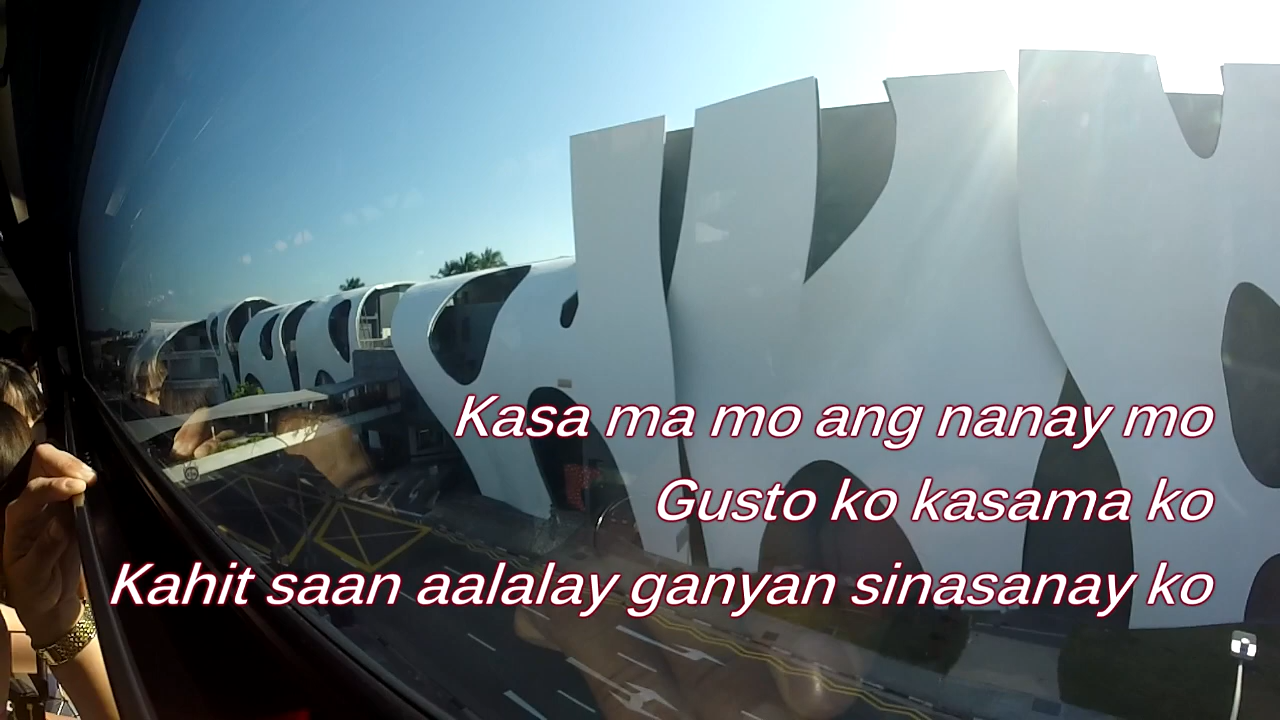 Kasa ma mo ang nanay mo
Gusto ko kasama ko
Kahit saan aalalay ganyan sinasanay ko